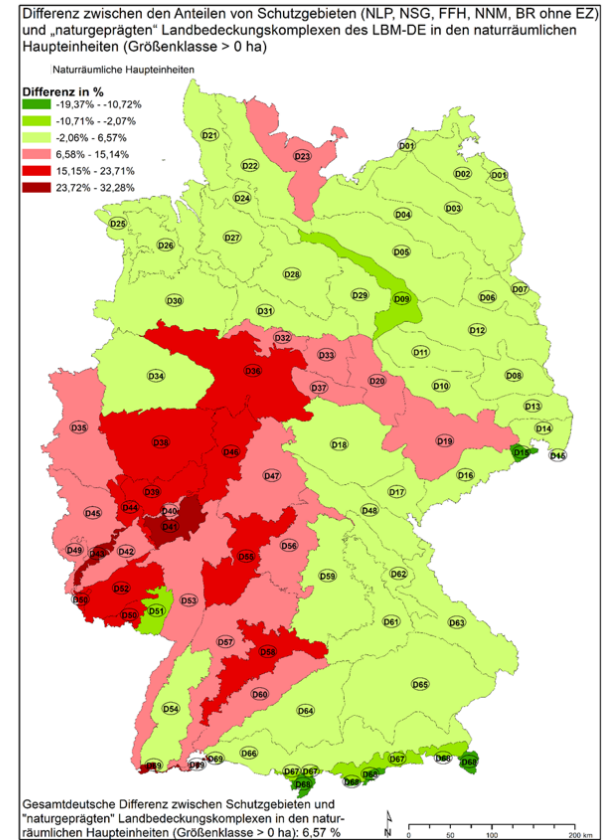 Differenz zwischen den Anteilen von Schutzgebieten (NLP, NSG, FFH, NNM, BR ohne EZ)
und „naturgeprägten“ Landbedeckungskomplexen des LBM-DE in den naturräumlichen
Haupteinheiten (Größenklasse > 0 ha)
Naturräumliche Haupteinheiten
Differenz in %
-19,37% - -10,72%
-10,71% - -2,07%
-2,06% - 6,57%
6,58% - 15,14%
15,15% - 23,71%
23,72% - 32,28%
D21
D23
D01
D22
D02
D01
D24
D03
D04
D25
D27
D26
D05
D28
D07
D29
D09
D06
D30
D31
D12
D32
D33
D11
D36
D34
D37
D20
D08
D10
D13
D35
D14
D38
D18
D19
D46
D15
D15
D47
D16
D39
D17
D44
D40
D48
D45
D41
D56
D49
D43
D42
D55
D59
D62
D52
D50
D51
D53
D50
D61
D63
D57
D58
D65
D60
D54
D64
D66
D69
D69
D69
D67
D68
D67
D67
D68
D68
D68
D68
Gesamtdeutsche Differenz zwischen Schutzgebieten und
"naturgeprägten" Landbedeckungskomplexen in den natur-
räumlichen Haupteinheiten (Größenklasse > 0 ha): 6,57 %
N
0 50 100 200 km